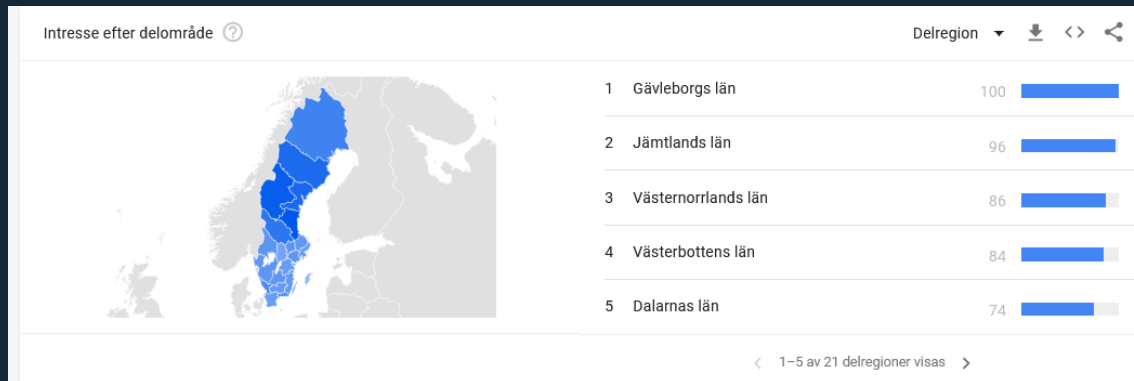 Intresse efter delområde ?
Delregion
1 Gävleborgs län 100
2 Jämtlands län 96
3 Västernorrlands län 86
4 Västerbottens län 84
5 Dalarnas län 74
1–5 av 21 delregioner visas